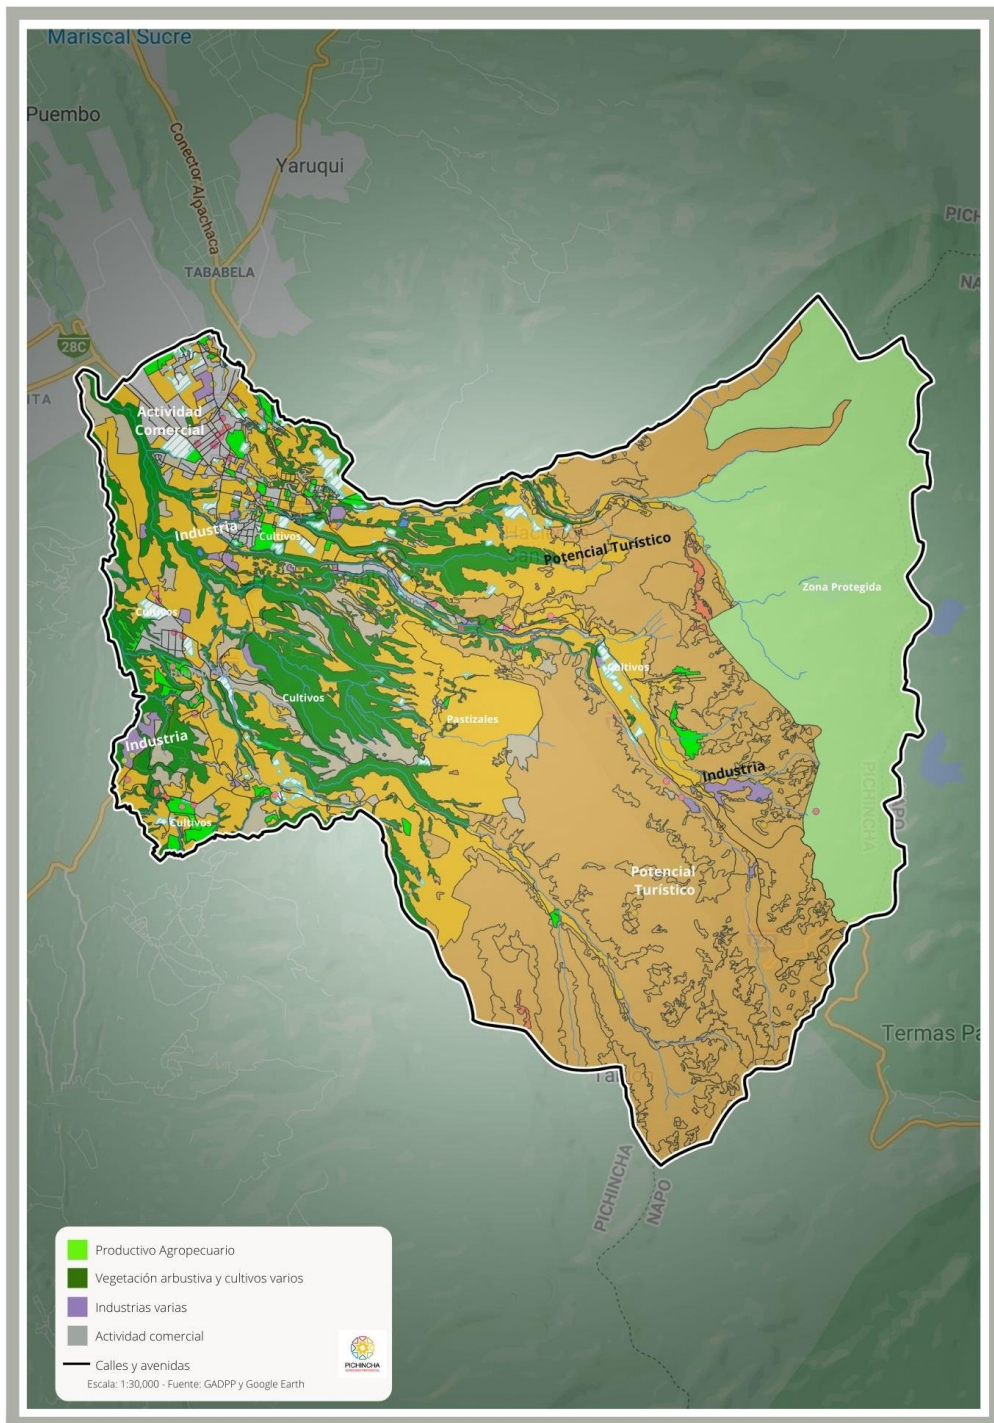 Mariscal Sucre
Puembo
Conector Alpachaca
Yaruqui
TABABELA
PICH
NA
28C
ITA
Actividad
Comercial
Industria
Cultivos
Potencial Turístico
Zona Protegida
Cultivos
Cultivos
Cultivos
Pastizales
Industria
Industria
Cultivos
PICHINCHA
NAPO
Potencial
Turístico
Termas Pa
PICHINCHA
NAPO
Productivo Agropecuario
Vegetación arbustiva y cultivos varios
Industrias varias
Actividad comercial
Calles y avenidas
Escala: 1:30,000 - Fuente: GADPP y Google Earth
PICHINCHA